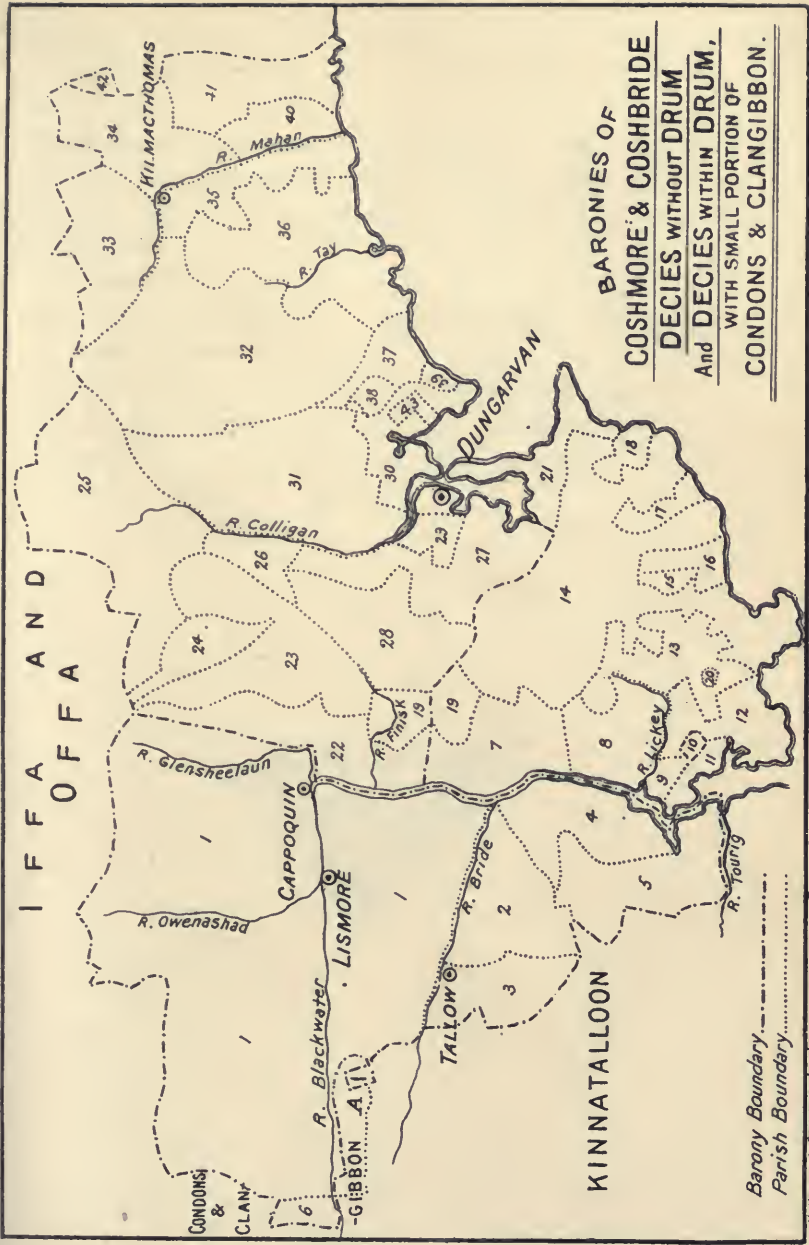 IFFA AND
OFFA
CONDONS
&
CLAN
-GIBBON
6
A
1
1
1
1
R. Blackwater
R. Owenashad
R. Glensheelaun
CAPPOQUIN
LISMORE
TALLOW
R. Bride
KINNATALLOON
2
3
4
5
R. Tourig
R. Finisk
22
19
19
7
8
R. Lickey
9
10
11
12
20
13
14
15
16
17
18
21
24
23
26
28
27
23
25
R. Colligan
31
30
DUNGARVAN
32
38
43
37
39
33
34
42
41
40
KILMACTHOMAS
R. Mahan
35
36
R. Tay
BARONIES OF
COSHMORE & COSHBRIDE
DECIES WITHOUT DRUM
And DECIES WITHIN DRUM,
WITH SMALL PORTION OF
CONDONS & CLANGIBBON.
Barony Boundary
Parish Boundary